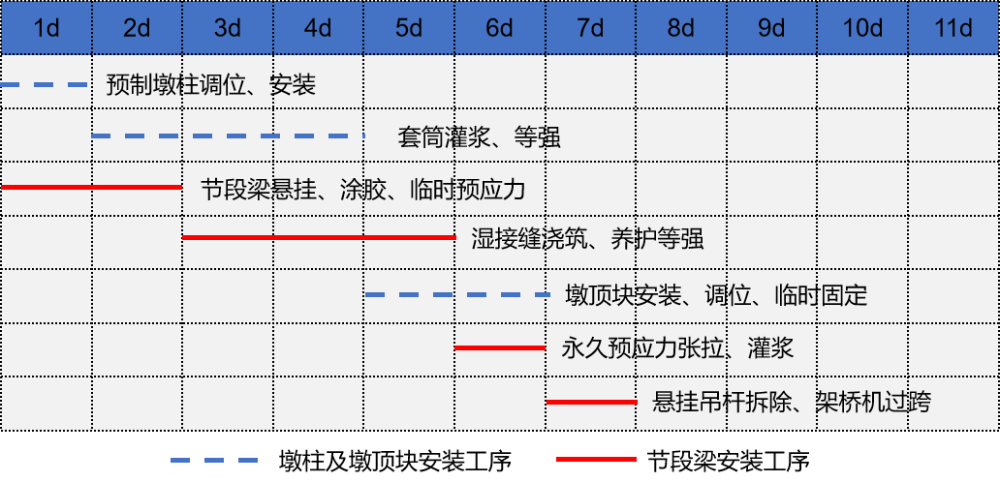 1d 2d 3d 4d 5d 6d 7d 8d 9d 10d 11d
预制墩柱调位、安装
套筒灌浆、等强
节段梁悬挂、涂胶、临时预应力
湿接缝浇筑、养护等强
墩顶块安装、调位、临时固定
永久预应力张拉、灌浆
悬挂吊杆拆除、架桥机过跨
墩柱及墩顶块安装工序 节段梁安装工序